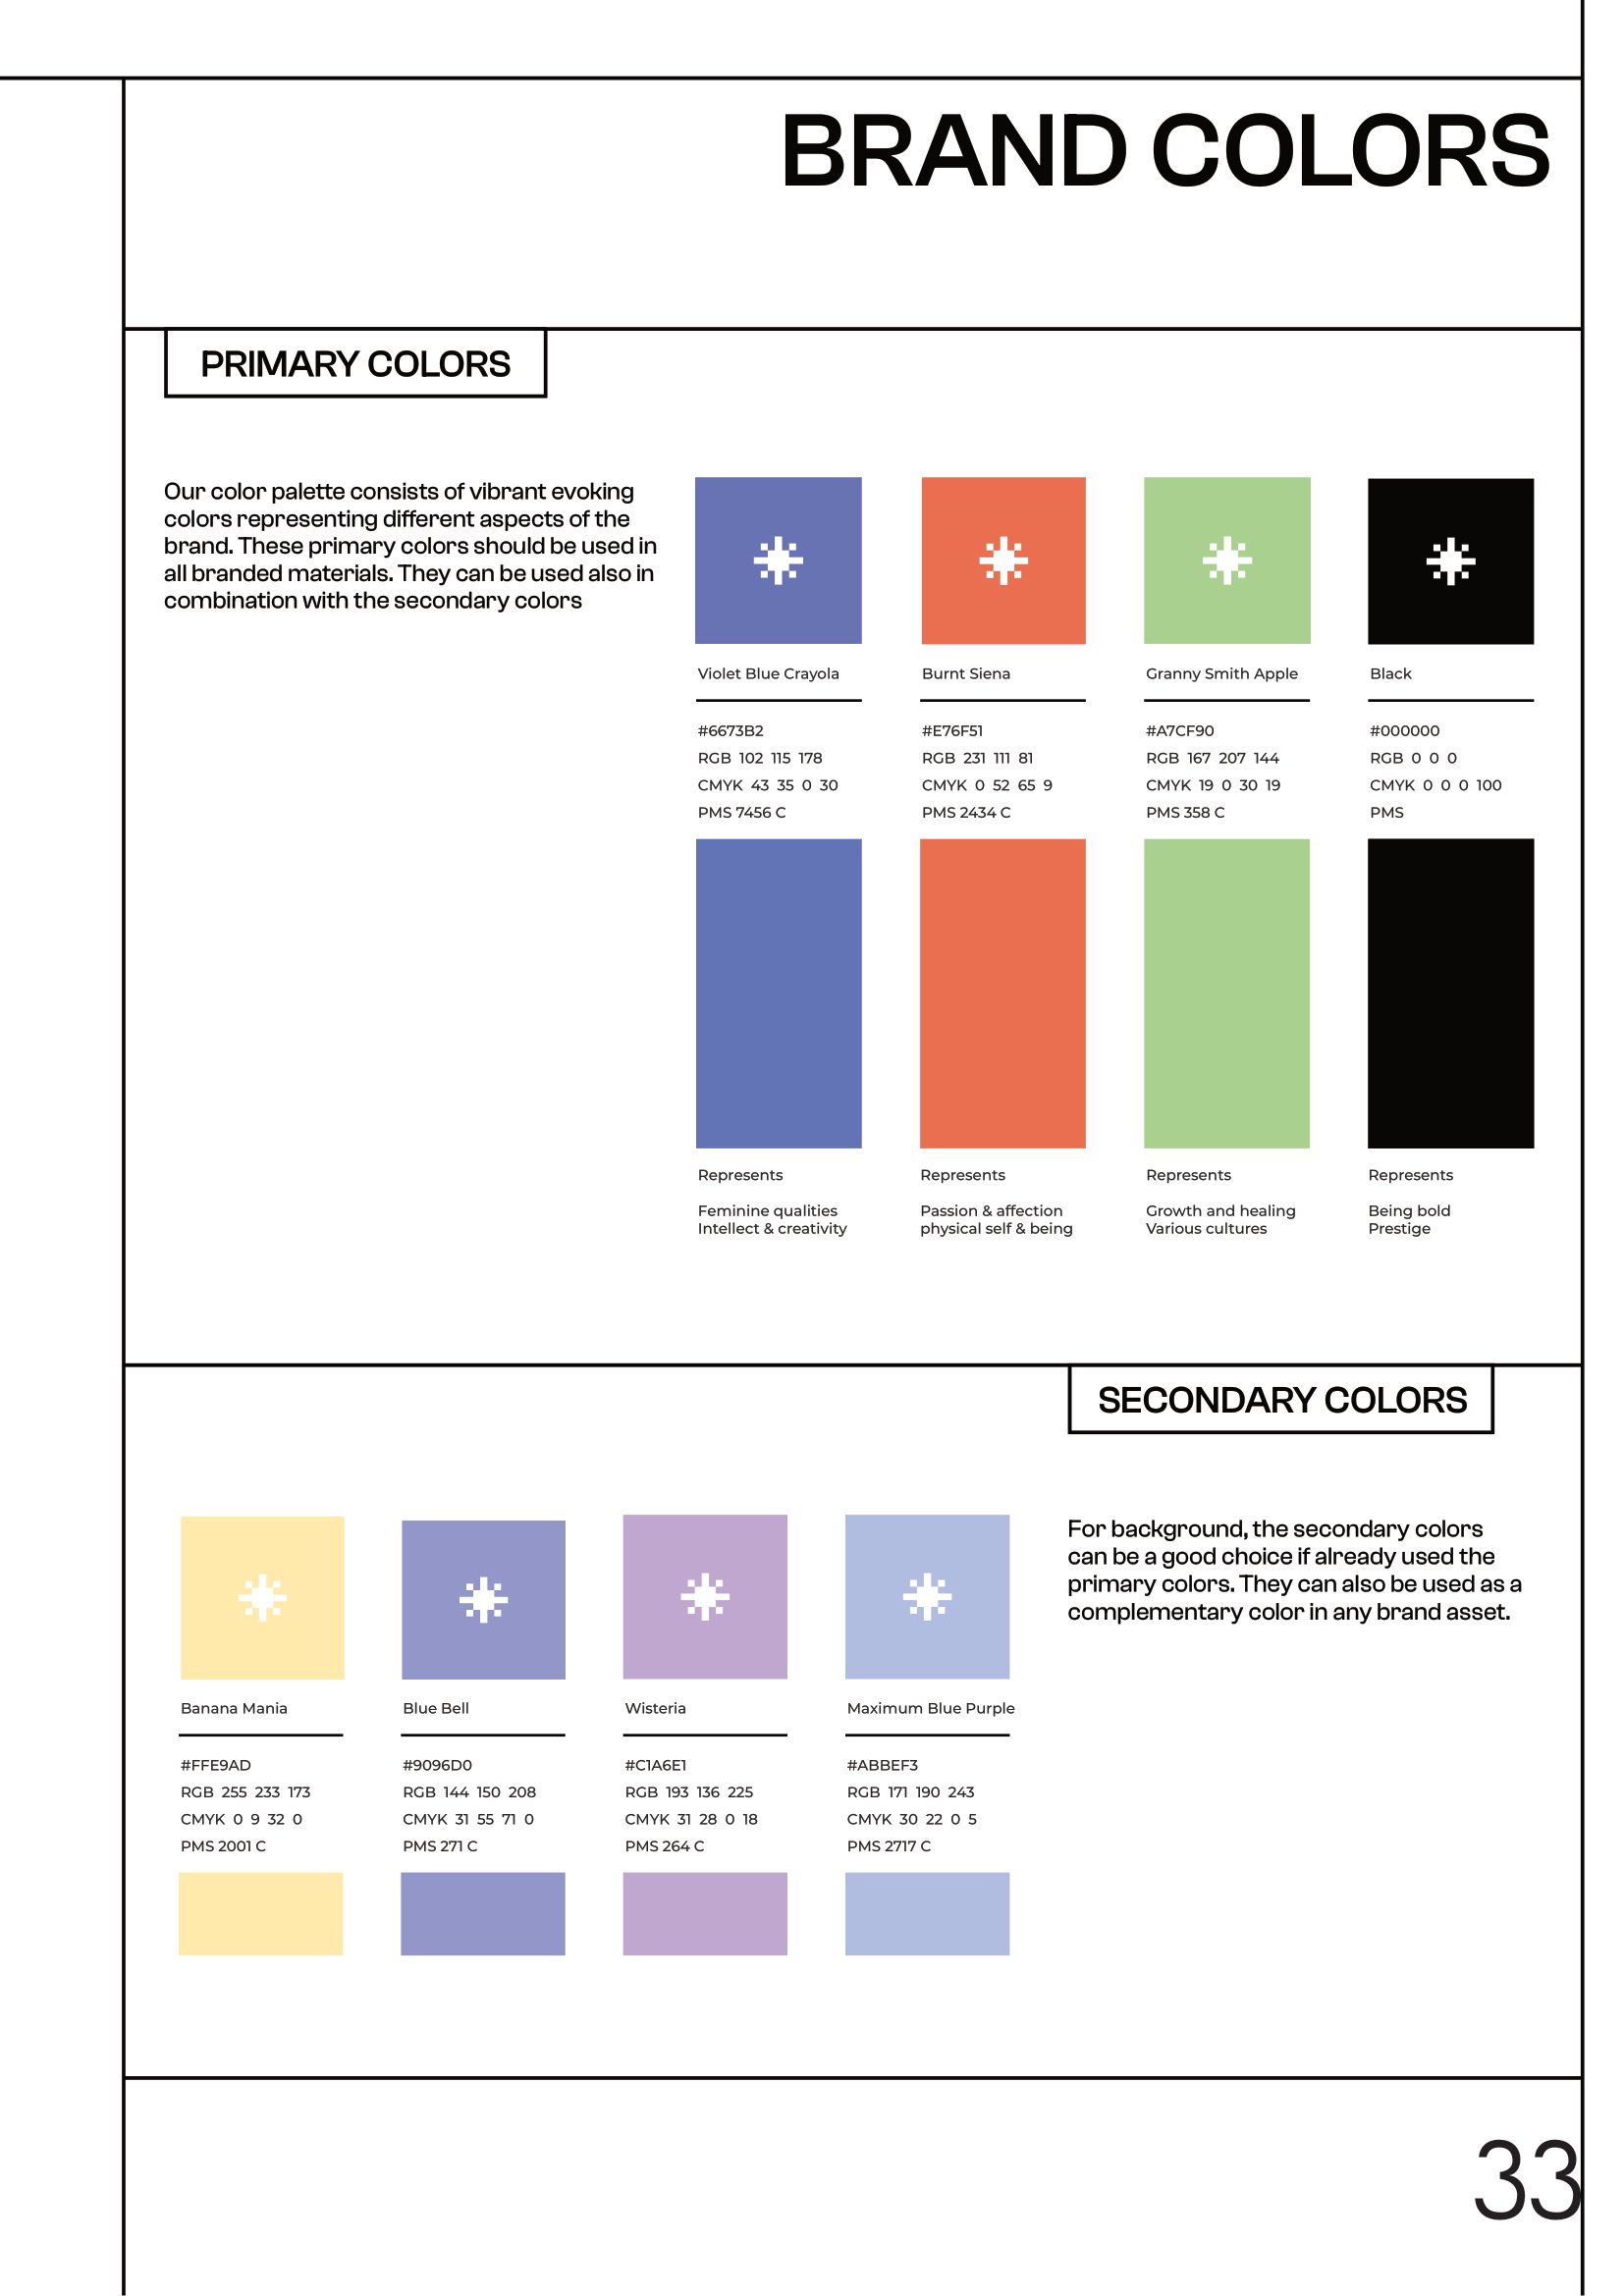 BRAND COLORS
PRIMARY COLORS
Our color palette consists of vibrant evoking
colors representing different aspects of the
brand. These primary colors should be used in
all branded materials. They can be used also in
combination with the secondary colors
Violet Blue Crayola
#6673B2
RGB 102 115 178
CMYK 43 35 0 30
PMS 7456 C
Represents
Feminine qualities
Intellect & creativity
Burnt Siena
#E76F51
RGB 231 111 81
CMYK 0 52 65 9
PMS 2434 C
Represents
Passion & affection
physical self & being
Granny Smith Apple
#A7CF90
RGB 167 207 144
CMYK 19 0 30 19
PMS 358 C
Represents
Growth and healing
Various cultures
Black
#000000
RGB 0 0 0
CMYK 0 0 0 100
PMS
Represents
Being bold
Prestige
SECONDARY COLORS
Banana Mania
#FFE9AD
RGB 255 233 173
CMYK 0 9 32 0
PMS 2001 C
Blue Bell
#9096D0
RGB 144 150 208
CMYK 31 55 71 0
PMS 271 C
Wisteria
#C1A6E1
RGB 193 136 225
CMYK 31 28 0 18
PMS 264 C
Maximum Blue Purple
#ABBEF3
RGB 171 190 243
CMYK 30 22 0 5
PMS 2717 C
For background, the secondary colors
can be a good choice if already used the
primary colors. They can also be used as a
complementary color in any brand asset.
33